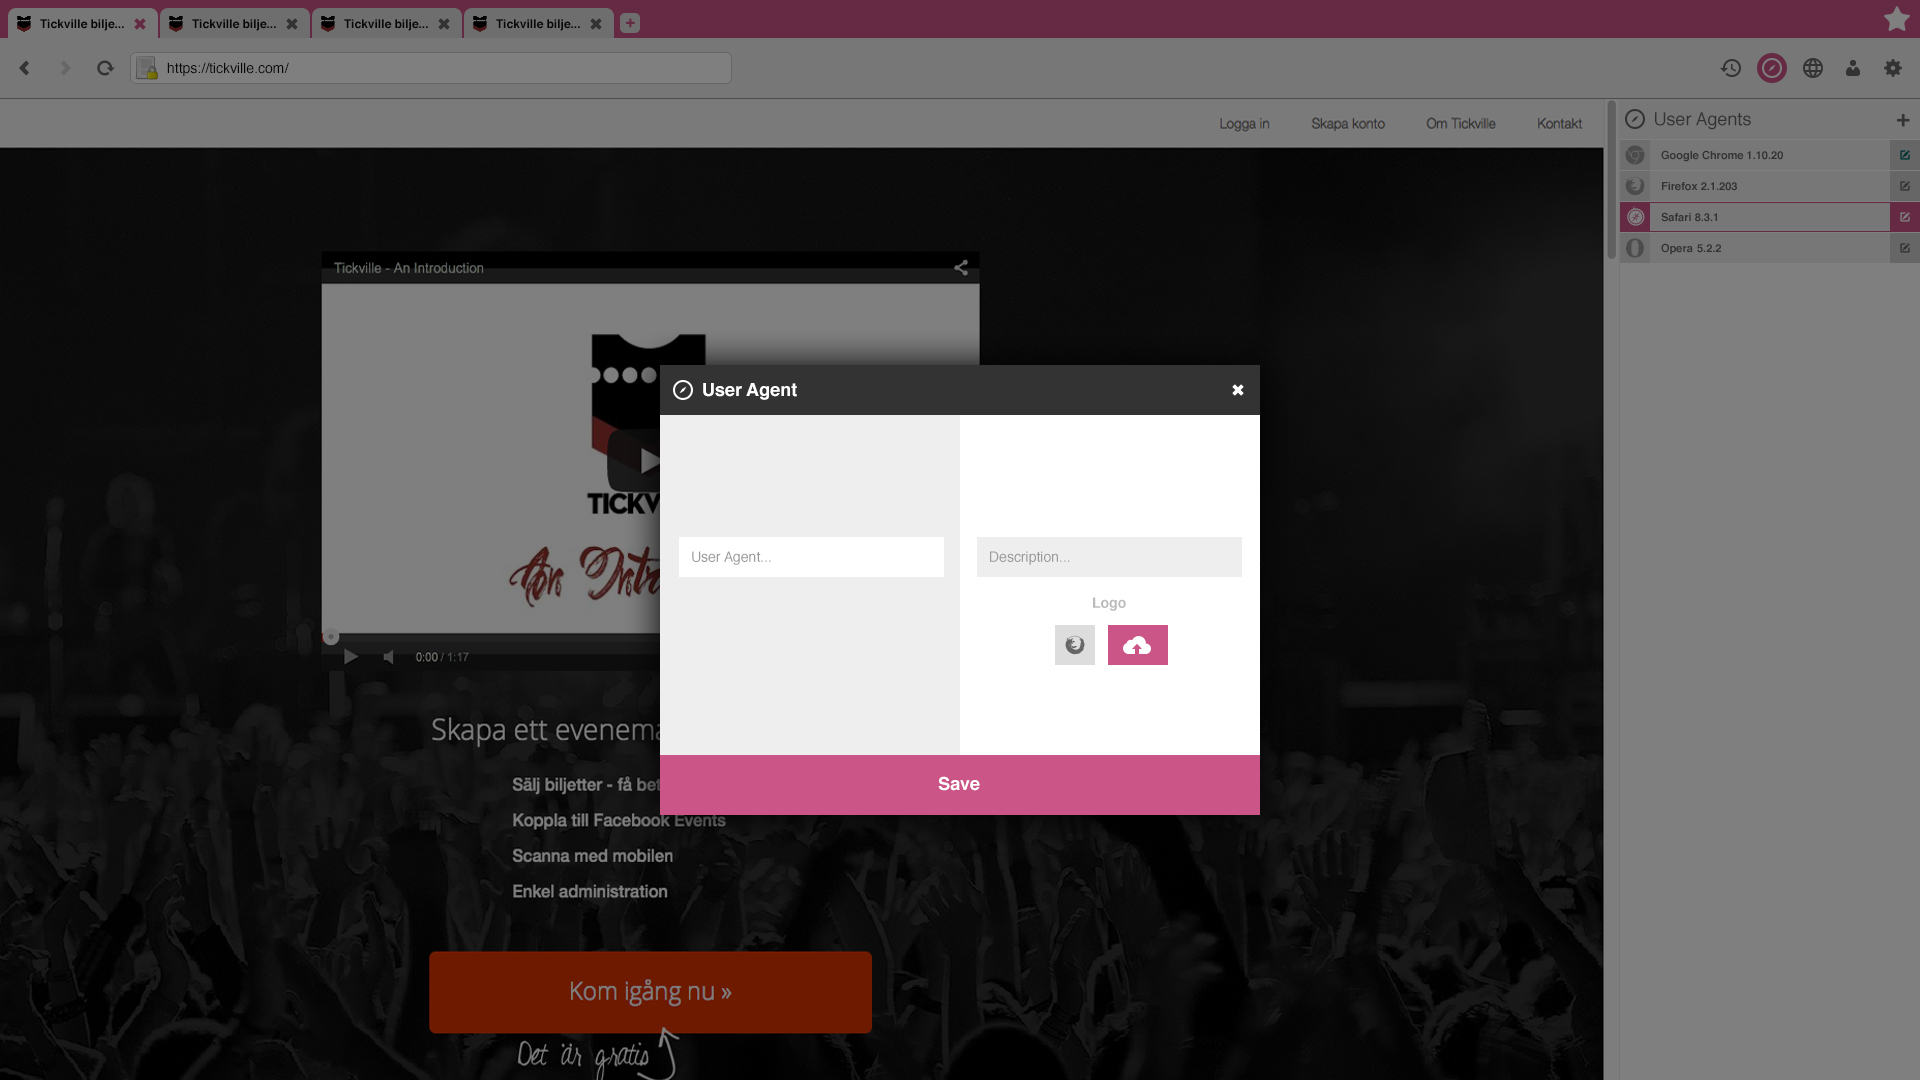 Tickville bilje...
Tickville bilje...
Tickville bilje...
Tickville bilje...
https://tickville.com/
Logga in
Skapa konto
Om Tickville
Kontakt
User Agents
Google Chrome 1.10.20
Firefox 2.1.203
Safari 8.3.1
Opera 5.2.2
Tickville - An Introduction
TICKV
An Intr
0:00 / 1:17
User Agent
User Agent...
Description...
Logo
Save
Skapa ett evenema
Sälj biljetter - få bet
Koppla till Facebook Events
Scanna med mobilen
Enkel administration
Kom igång nu »
Det är gratis